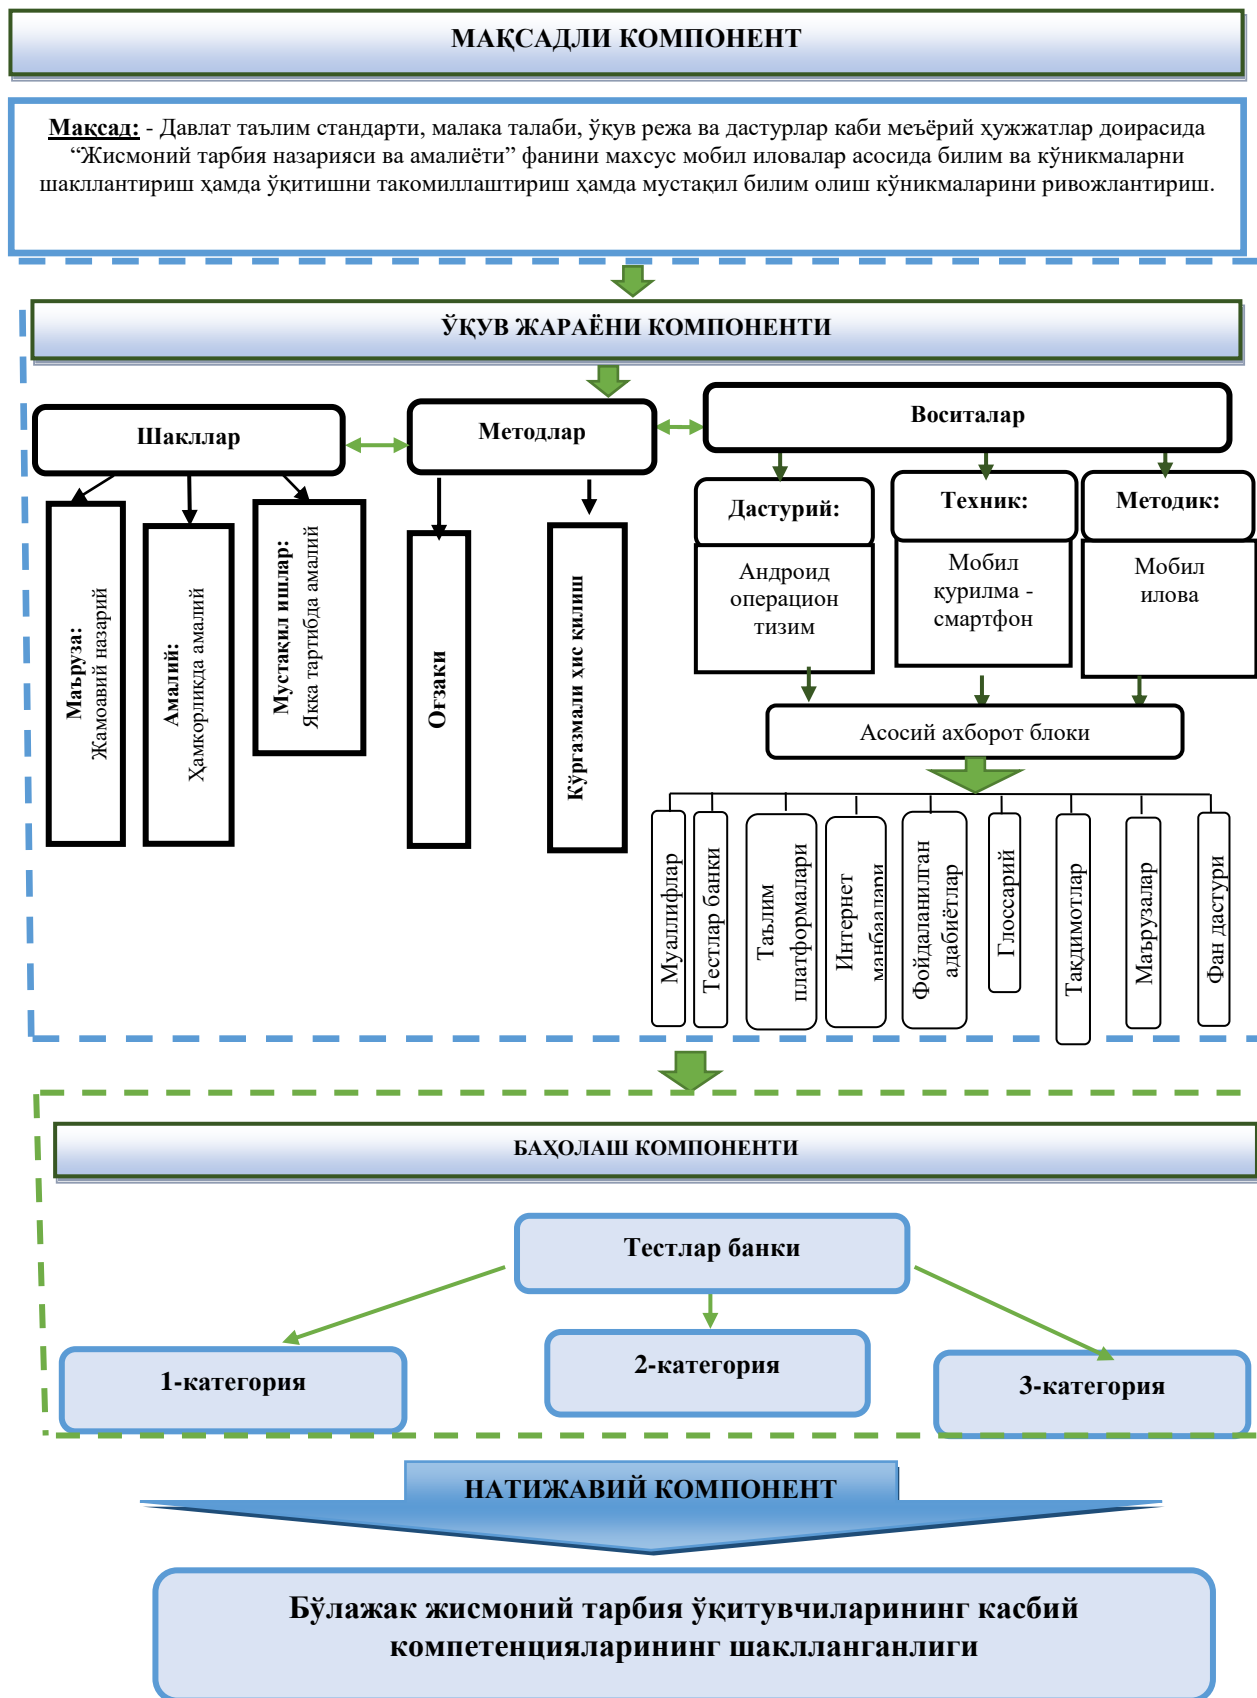 МАҚСАДЛИ КОМПОНЕНТ
Мақсад: - Давлат таълим стандарти, малака талаби, ўқув режа ва дастурлар каби меъёрий ҳужжатлар доирасида
“Жисмоний тарбия назарияси ва амалиёти” фанини махсус мобил иловалар асосида билим ва кўникмаларни
шакллантириш ҳамда ўқитишни такомиллаштириш ҳамда мустақил билим олиш кўникмаларини ривожлантириш.
ЎҚУВ ЖАРАЁНИ КОМПОНЕНТИ
Шакллар
Методлар
Воситалар
Маъруза:
Жамоавий назарий
Амалий:
Ҳамкорликда амалий
Мустақил ишлар:
Якка тартибда амалий
Оғзаки
Кўргазмали ҳис қилиш
Дастурий:
Андроид
операцион
тизим
Техник:
Мобил
қурилма -
смартфон
Методик:
Мобил
илова
Асосий ахборот блоки
Муаллифлар
Тестлар банки
Таълим
платформалари
Интернет
манбаалари
Фойдаланилган
адабиётлар
Глоссарий
Тақдимотлар
Маърузалар
Фан дастури
БАҲОЛАШ КОМПОНЕНТИ
Тестлар банки
1-категория
2-категория
3-категория
НАТИЖАВИЙ КОМПОНЕНТ
Бўлажак жисмоний тарбия ўқитувчиларининг касбий
компетенцияларининг шаклланганлиги